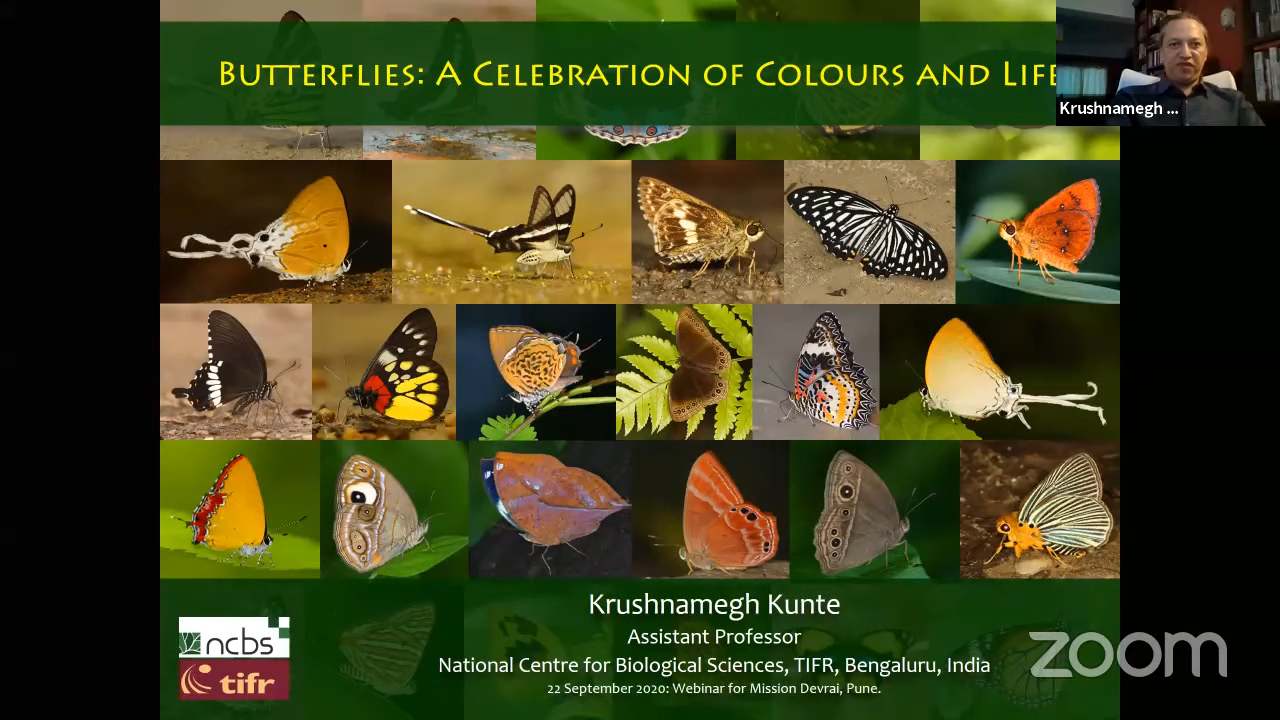 Butterflies: A Celebration of Colours and Life
Krushnamegh ...
Krushnamegh Kunte
Assistant Professor
National Centre for Biological Sciences, TIFR, Bengaluru, India
22 September 2020: Webinar for Mission Devrai, Pune.
ncbs
tifr
zoom